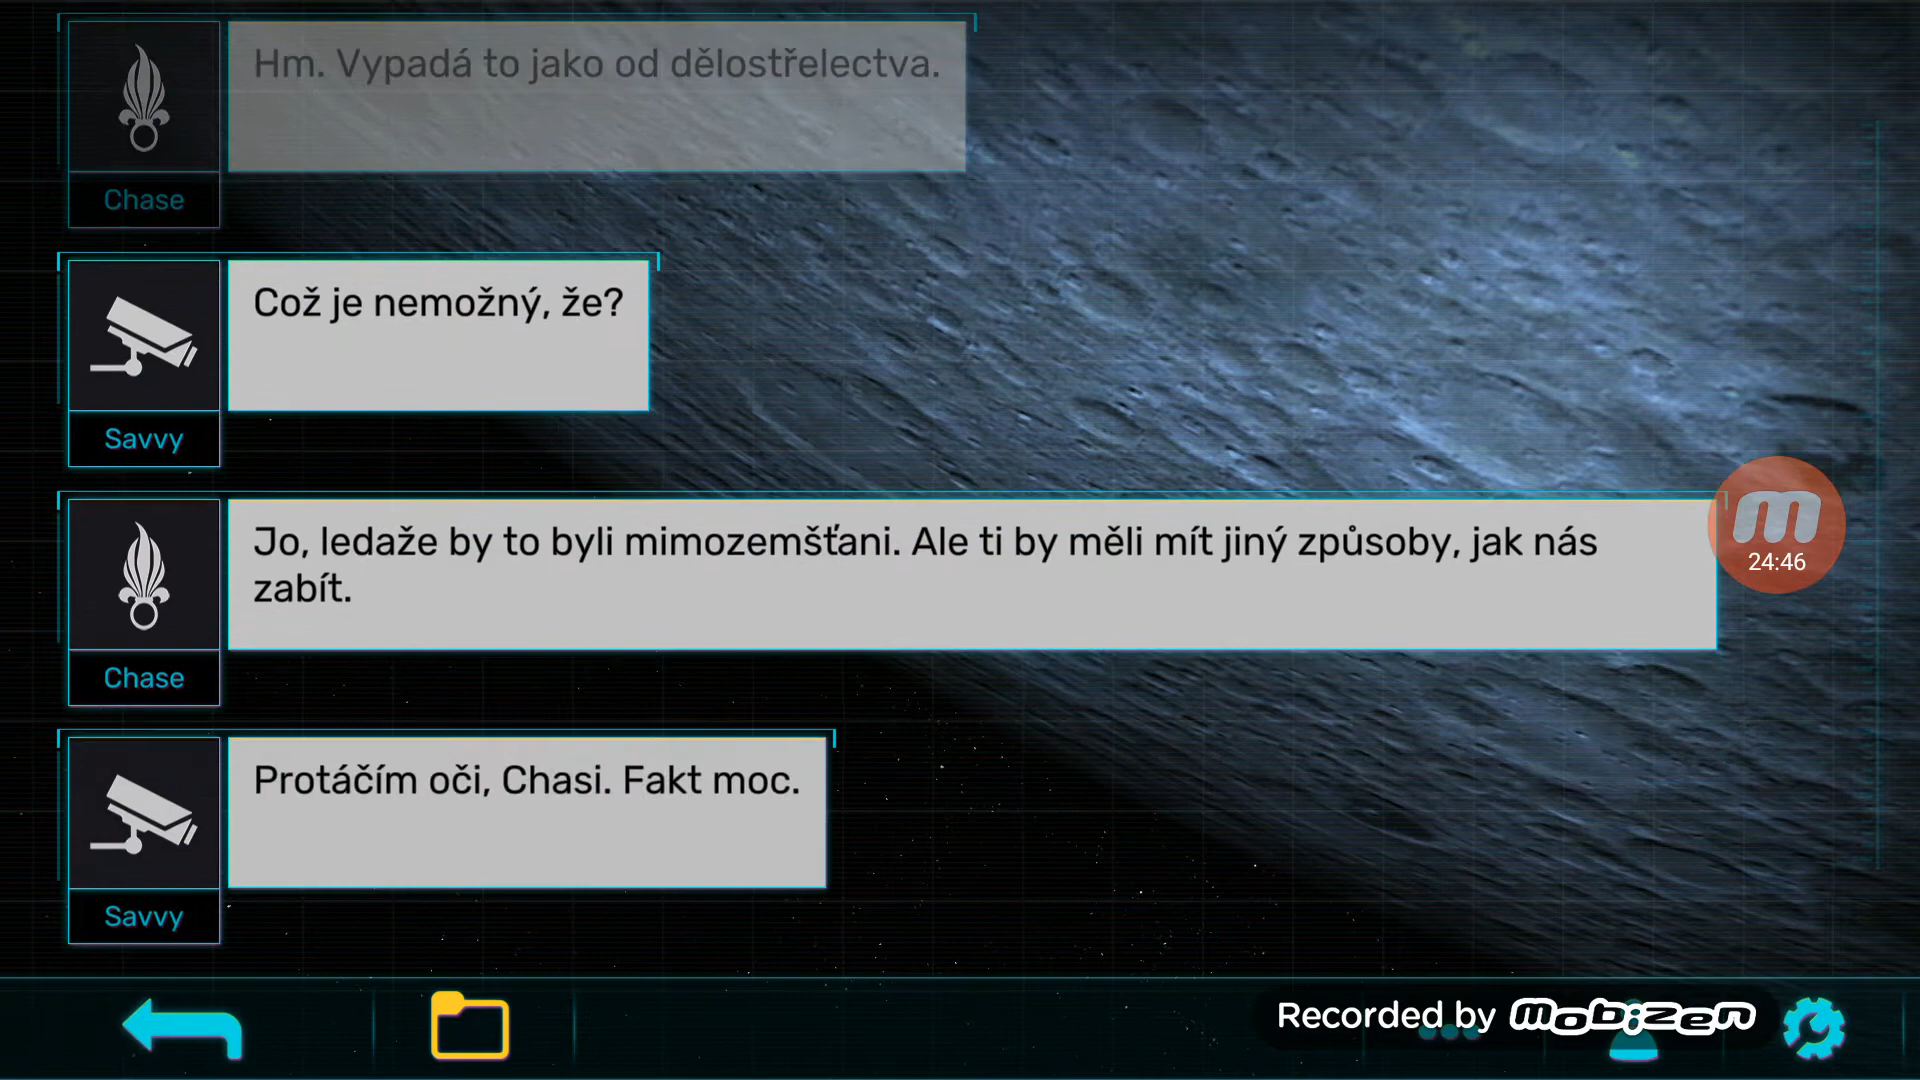 Hm. Vypadá to jako od dělostřelectva.
Chase
Což je nemožný, že?
Savvy
Jo, ledaže by to byli mimozemšťani. Ale ti by měli mít jiný způsoby, jak nás
zabít.
Chase
24:46
Protáčím oči, Chasi. Fakt moc.
Savvy
Recorded by mobizen